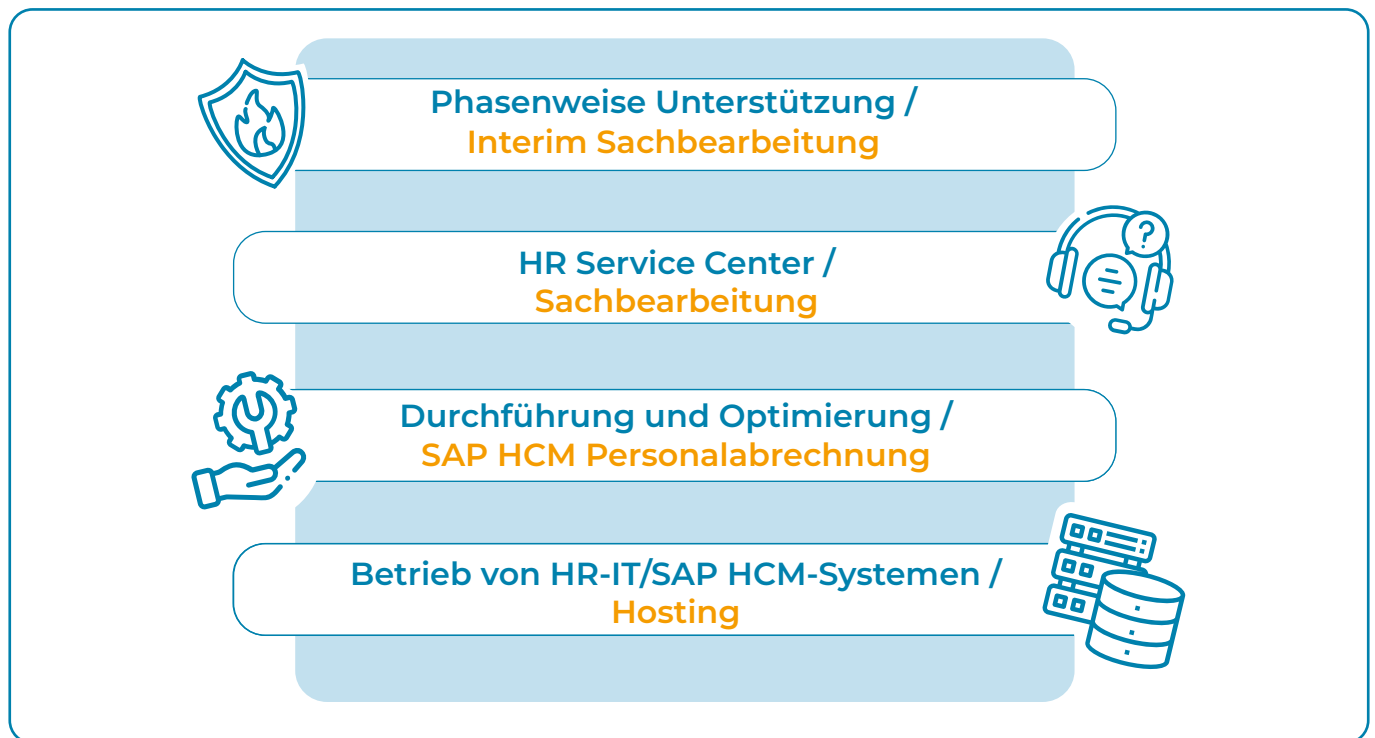 Phasenweise Unterstützung /
Interim Sachbearbeitung
HR Service Center /
Sachbearbeitung
?
Durchführung und Optimierung /
SAP HCM Personalabrechnung
Betrieb von HR-IT/SAP HCM-Systemen /
Hosting